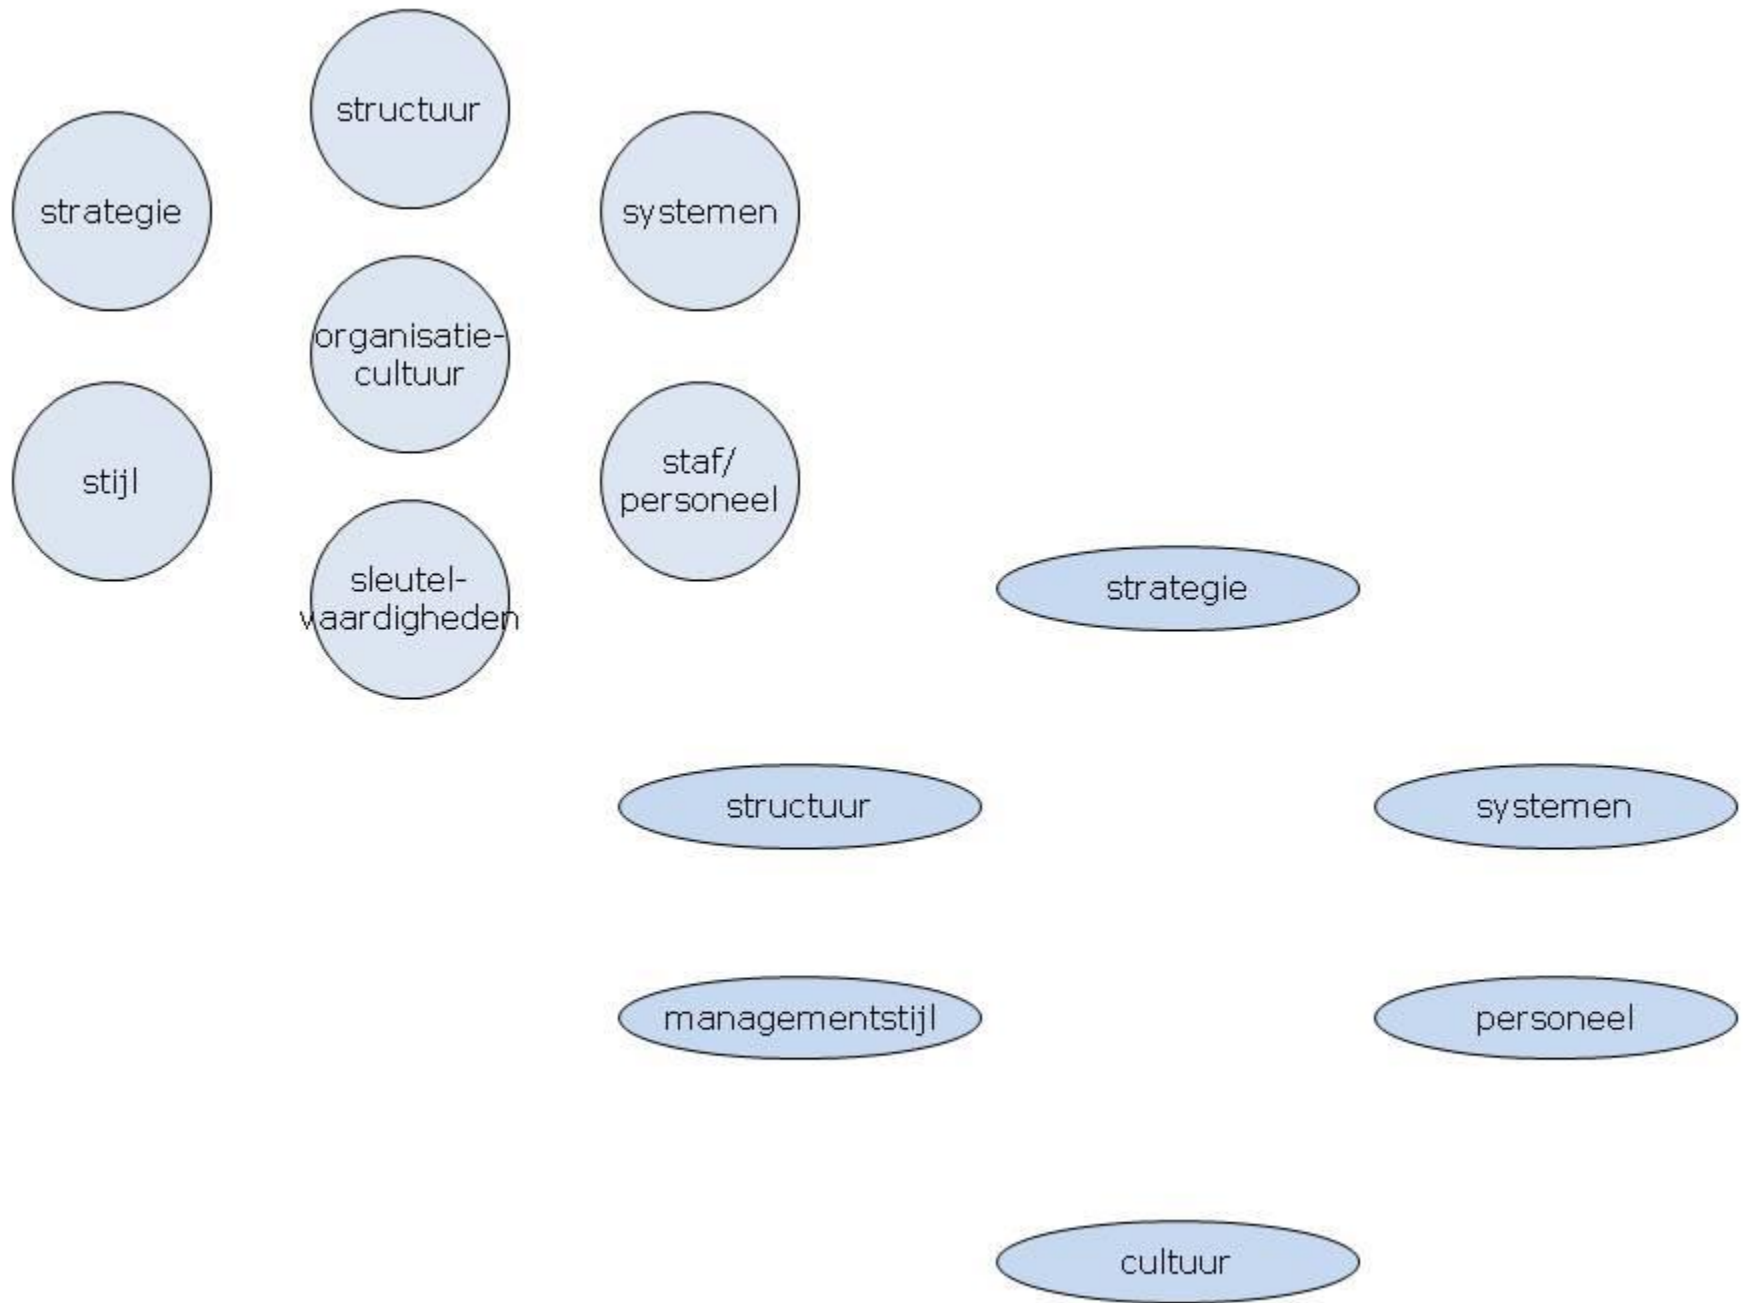 structuur
strategie
systemen
organisatie-
cultuur
stijl
staf/
personeel
sleutel-
vaardigheden
strategie
structuur
systemen
managementstijl
personeel
cultuur